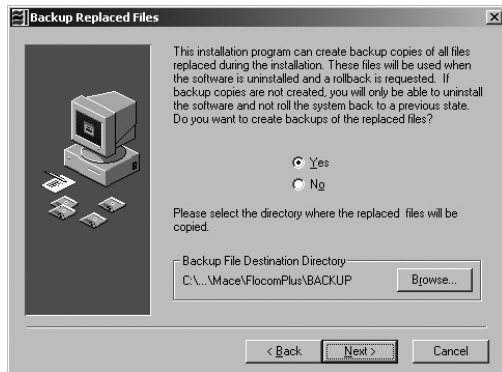 Backup Replaced Files
This installation program can create backup copies of all files
replaced during the installation. These files will be used when
the software is uninstalled and a rollback is requested. If
backup copies are not created, you will only be able to uninstall
the software and not roll the system back to a previous state.
Do you want to create backups of the replaced files?
Yes
No
Please select the directory where the replaced files will be
copied.
Backup File Destination Directory
C:\...\Mace\FlocomPlus\BACKUP
Browse...
< Back
Next >
Cancel